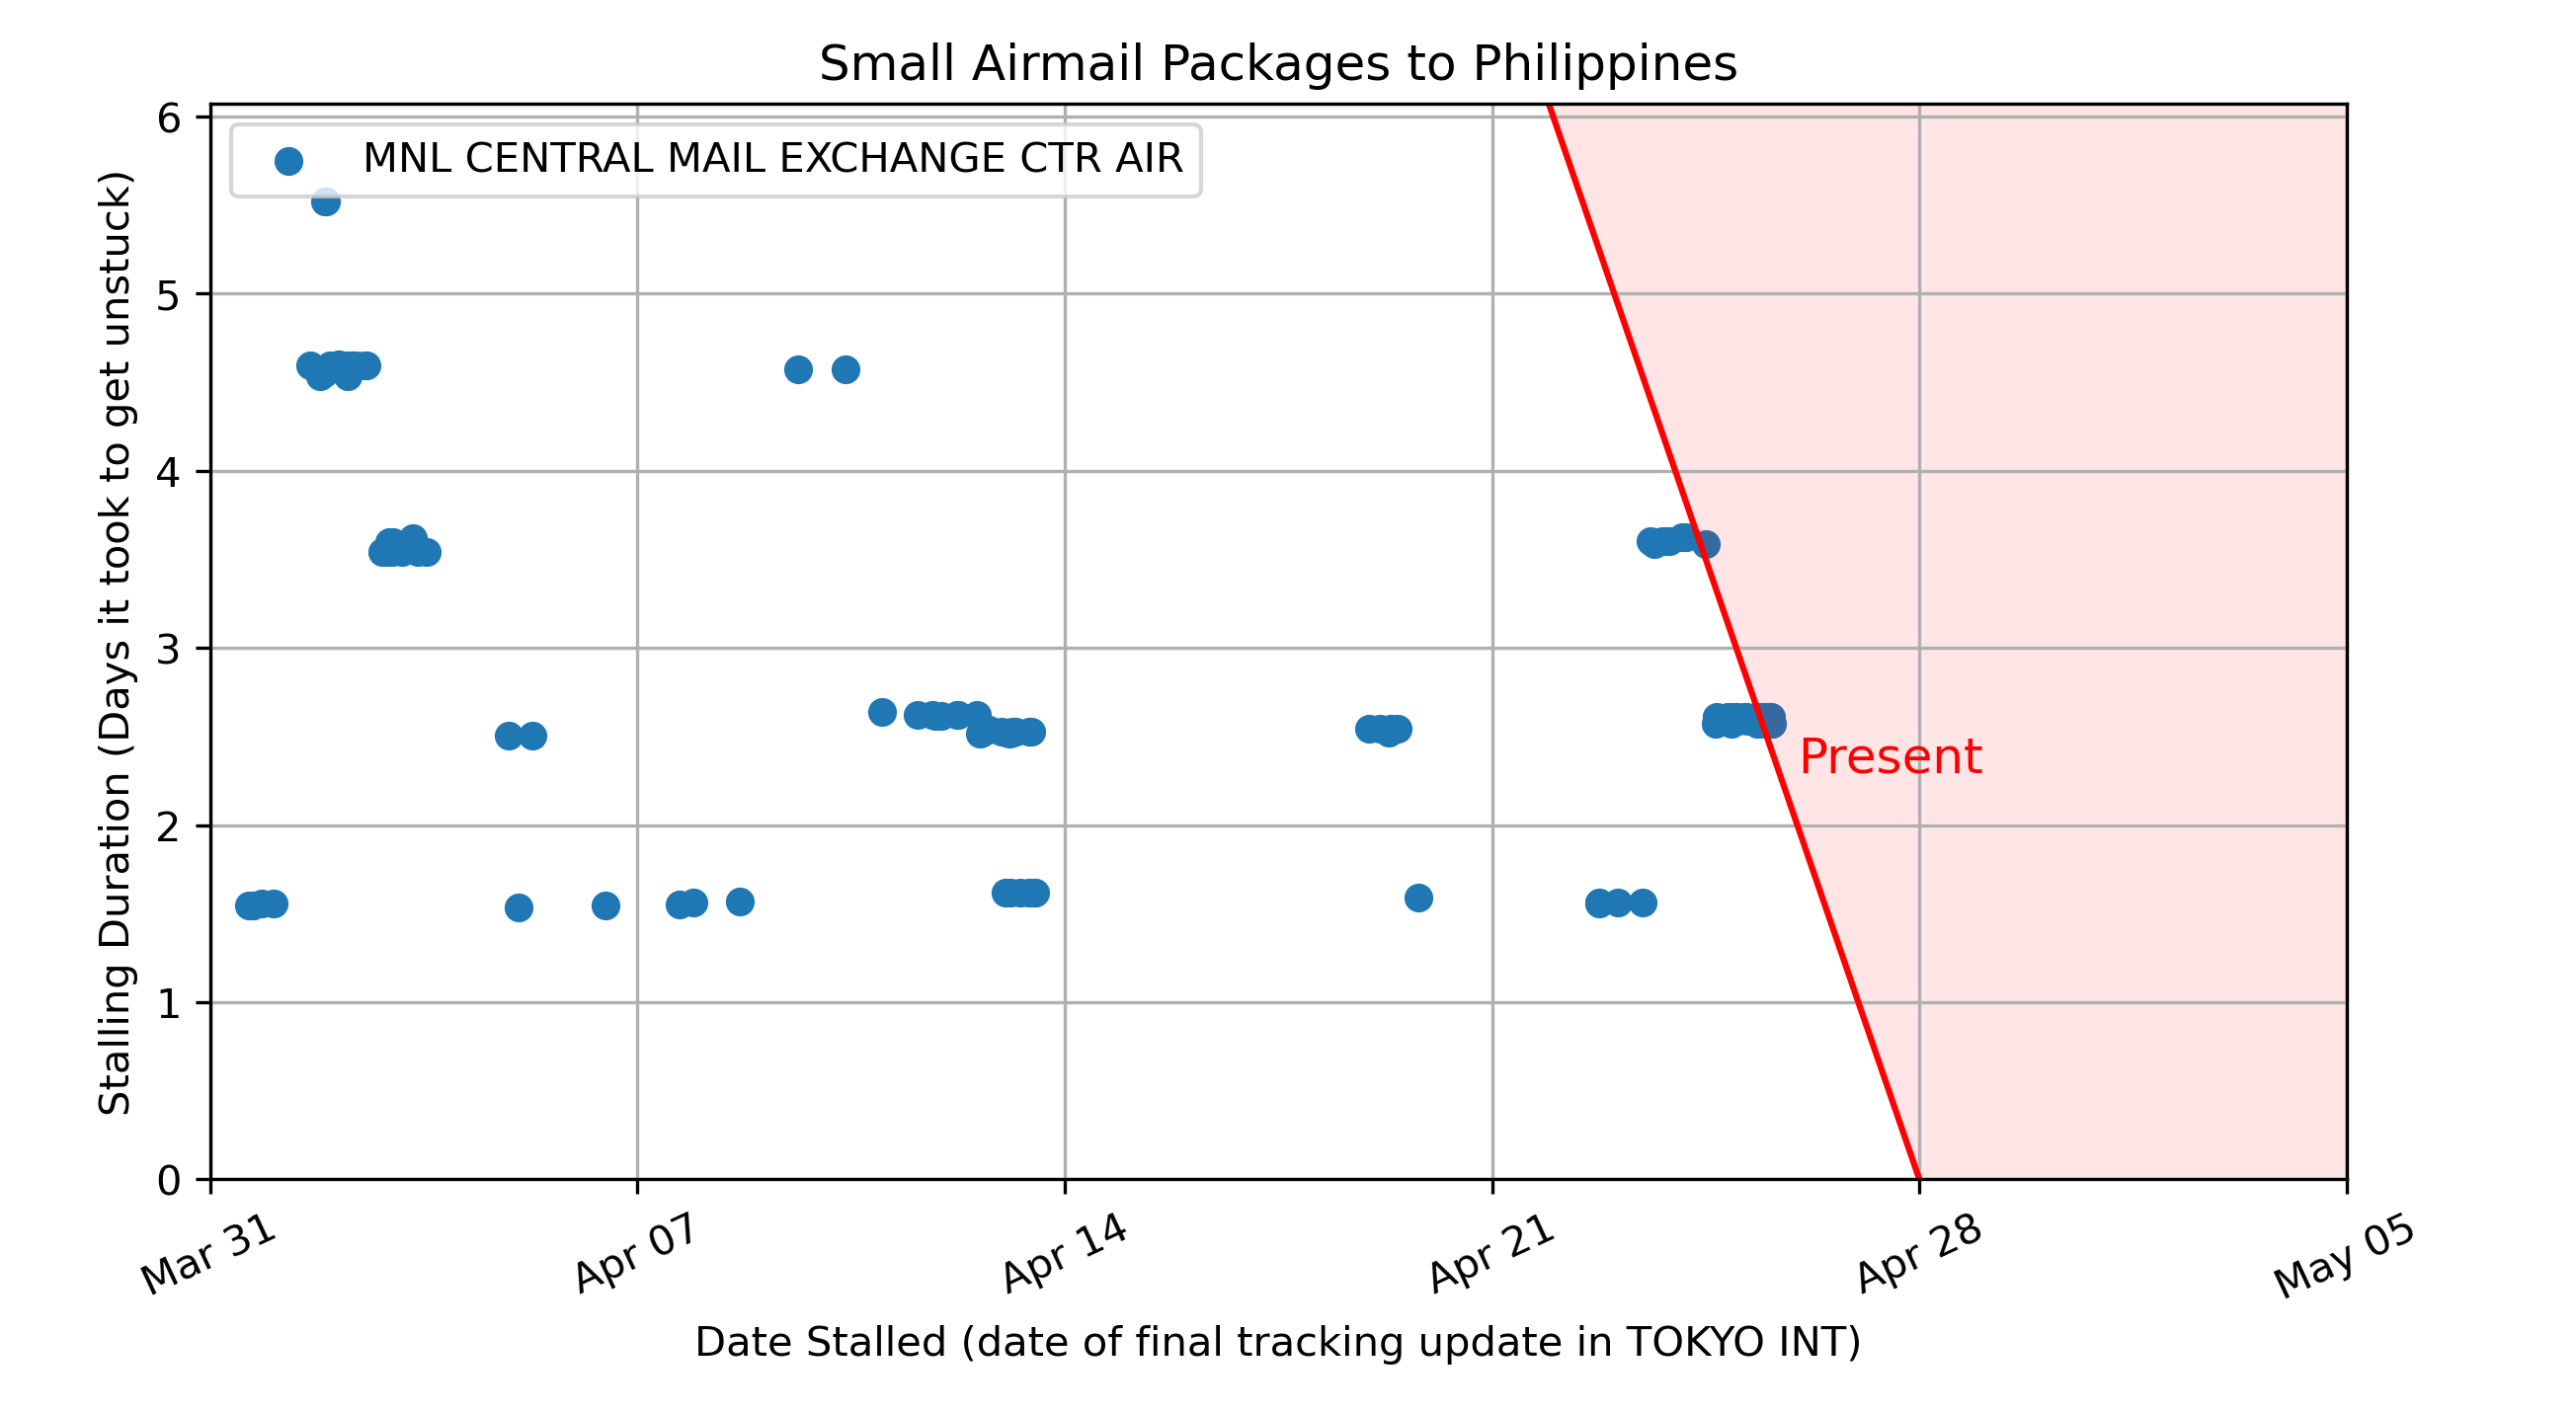 Small Airmail Packages to Philippines
MNL CENTRAL MAIL EXCHANGE CTR AIR
Stalling Duration (Days it took to get unstuck)
6
5
4
3
2
1
0
Present
Mar 31
Apr 07
Apr 14
Apr 21
Apr 28
May 05
Date Stalled (date of final tracking update in TOKYO INT)